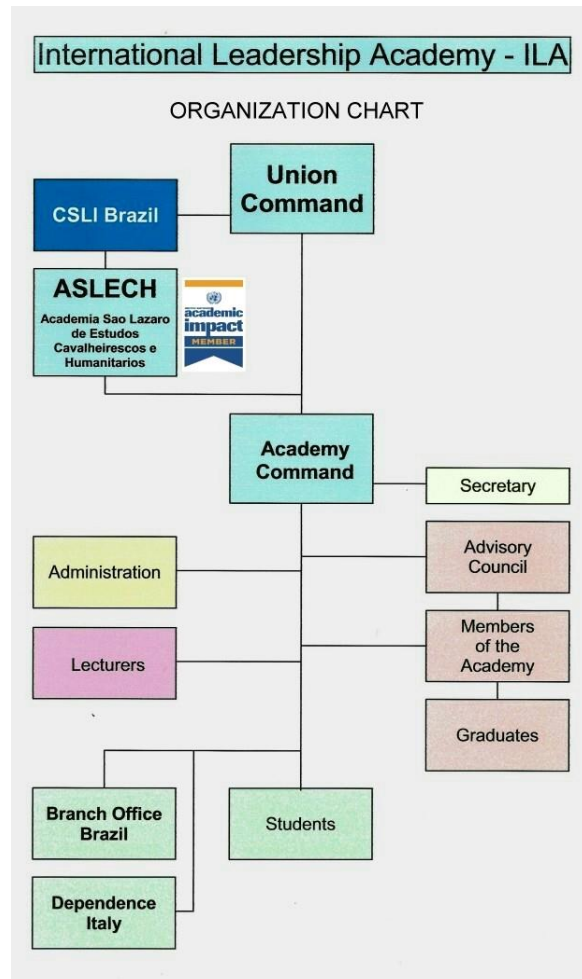 International Leadership Academy - ILA
ORGANIZATION CHART
Union
Command
CSLI Brazil
ASLECH
Academia Sao Lazaro
de Estudos
Cavalheirescos e
Humanitarios
academic
impact
MEMBER
Academy
Command
Secretary
Administration
Advisory
Council
Lecturers
Members
of the
Academy
Graduates
Branch Office
Brazil
Students
Dependence
Italy